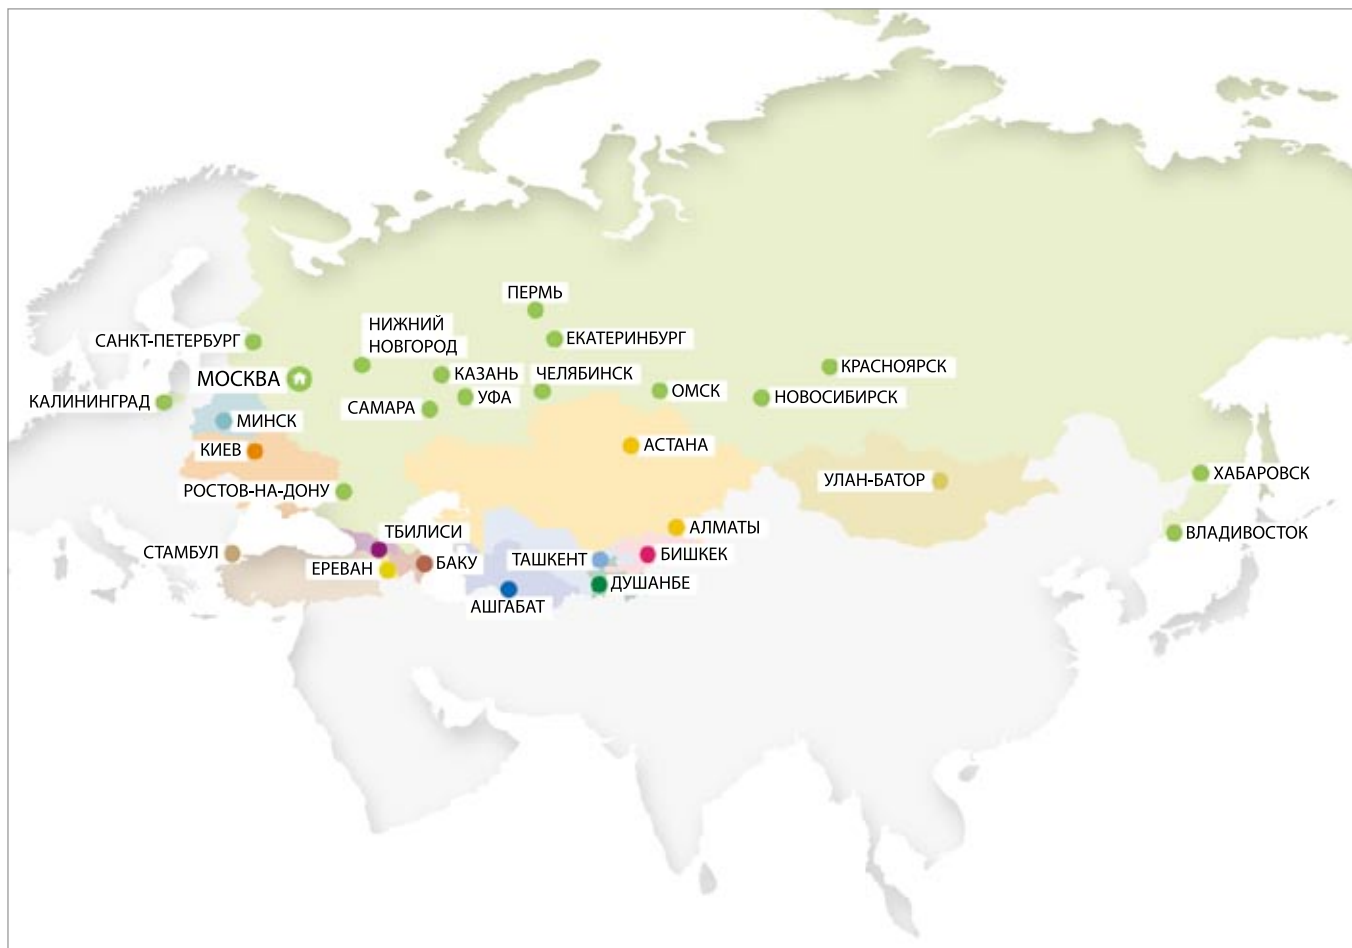 ПЕРМЬ
НИЖНИЙ
НОВГОРОД
САНКТ-ПЕТЕРБУРГ
ЕКАТЕРИНБУРГ
КРАСНОЯРСК
МОСКВА
КАЗАНЬ
ЧЕЛЯБИНСК
КАЛИНИНГРАД
САМАРА
УФА
ОМСК
НОВОСИБИРСК
МИНСК
КИЕВ
АСТАНА
ХАБАРОВСК
УЛАН-БАТОР
РОСТОВ-НА-ДОНУ
АЛМАТЫ
ВЛАДИВОСТОК
ТБИЛИСИ
СТАМБУЛ
ЕРЕВАН
БАКУ
ТАШКЕНТ
БИШКЕК
ДУШАНБЕ
АШГАБАТ